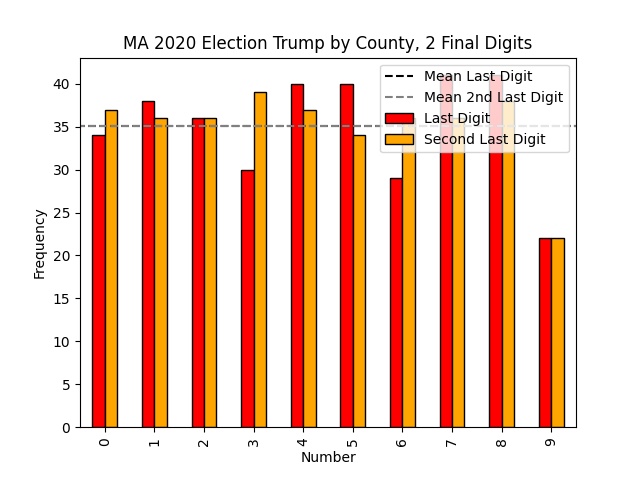 MA 2020 Election Trump by County, 2 Final Digits
Mean Last Digit
Mean 2nd Last Digit
Last Digit
Second Last Digit
40
35
30
25
20
15
10
5
0
Frequency
0 1 2 3 4 5 6 7 8 9
Number